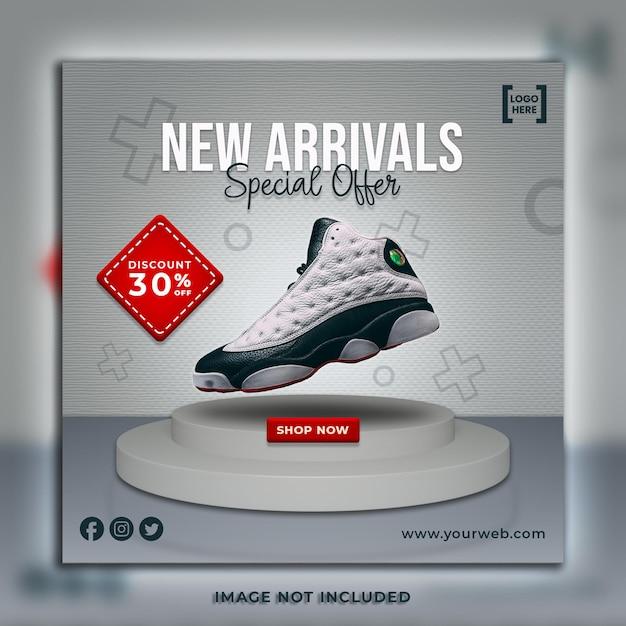 LOGO
HERE
NEW ARRIVALS
Special Offer
DISCOUNT
30%
OFF
SHOP NOW
www.yourweb.com
IMAGE NOT INCLUDED